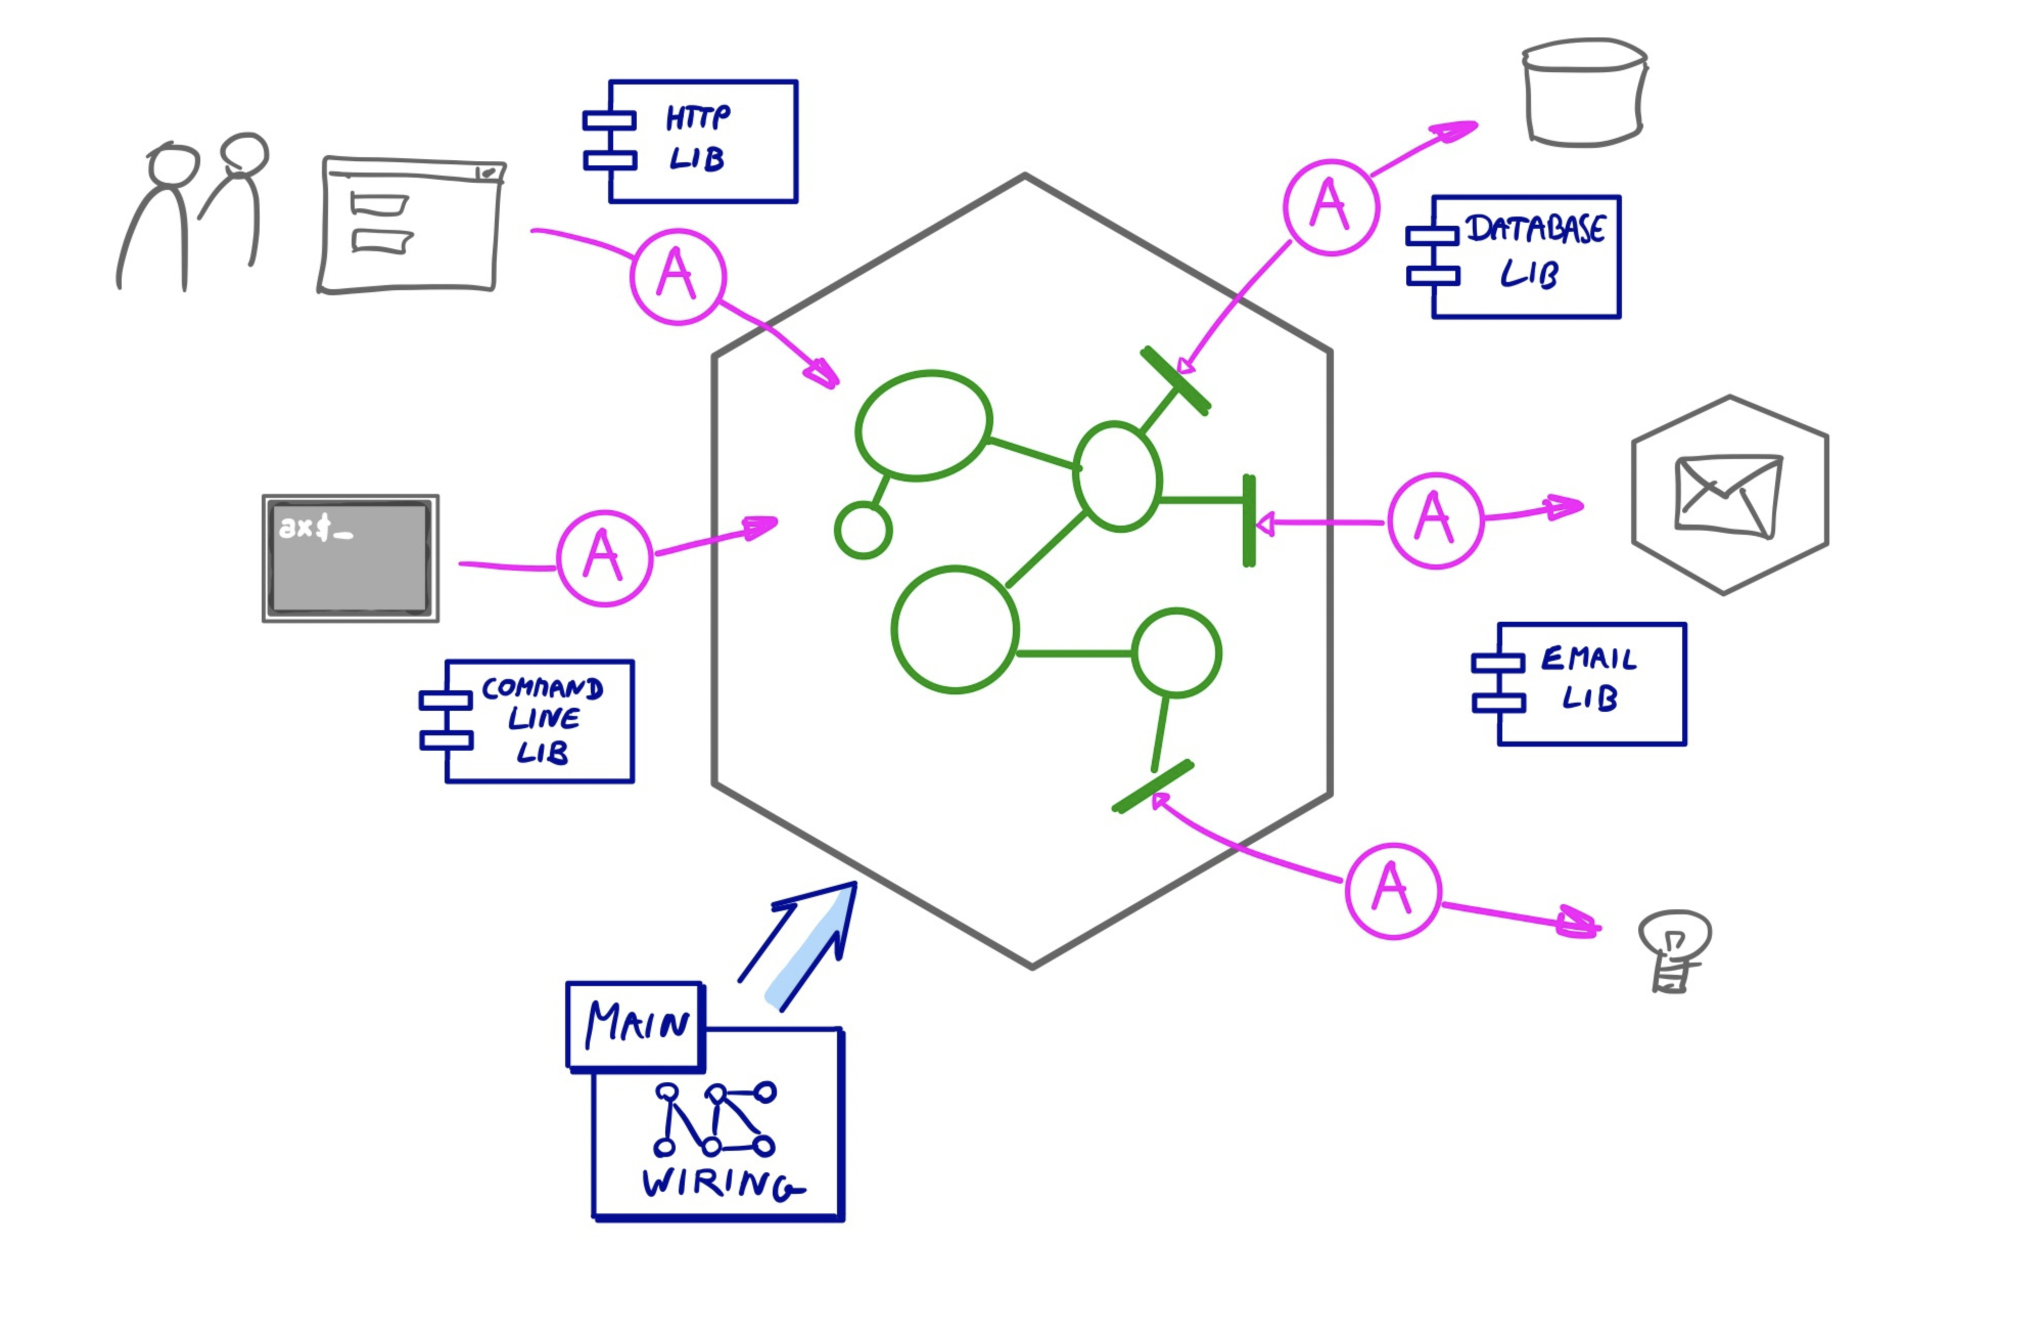 HTTP
LIB
A
A
DATABASE
LIB
ax$_
A
A
COMMAND
LINE
LIB
EMAIL
LIB
A
MAIN
WIRING